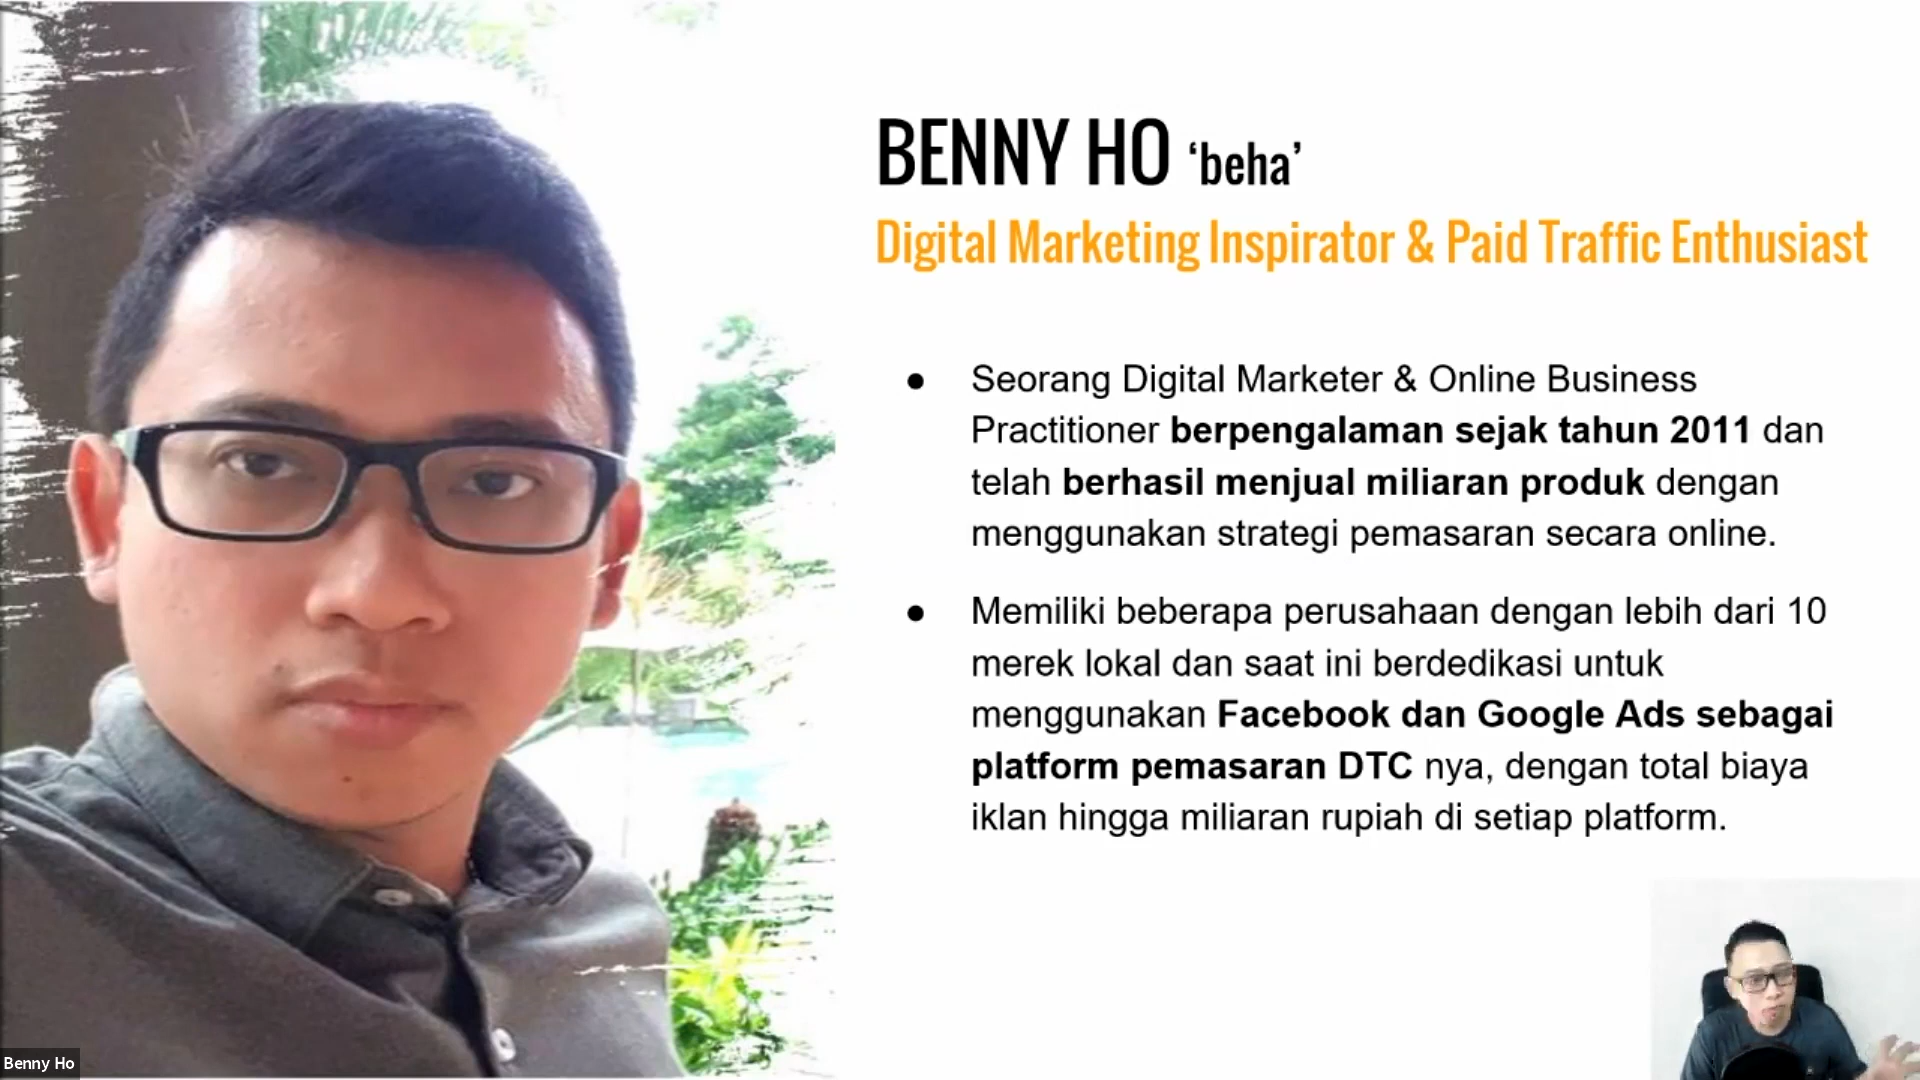 BENNY HO ‘beha’
Digital Marketing Inspirator & Paid Traffic Enthusiast
● Seorang Digital Marketer & Online Business
Practitioner berpengalaman sejak tahun 2011 dan
telah berhasil menjual miliaran produk dengan
menggunakan strategi pemasaran secara online.
● Memiliki beberapa perusahaan dengan lebih dari 10
merek lokal dan saat ini berdedikasi untuk
menggunakan Facebook dan Google Ads sebagai
platform pemasaran DTC nya, dengan total biaya
iklan hingga miliaran rupiah di setiap platform.
Benny Ho